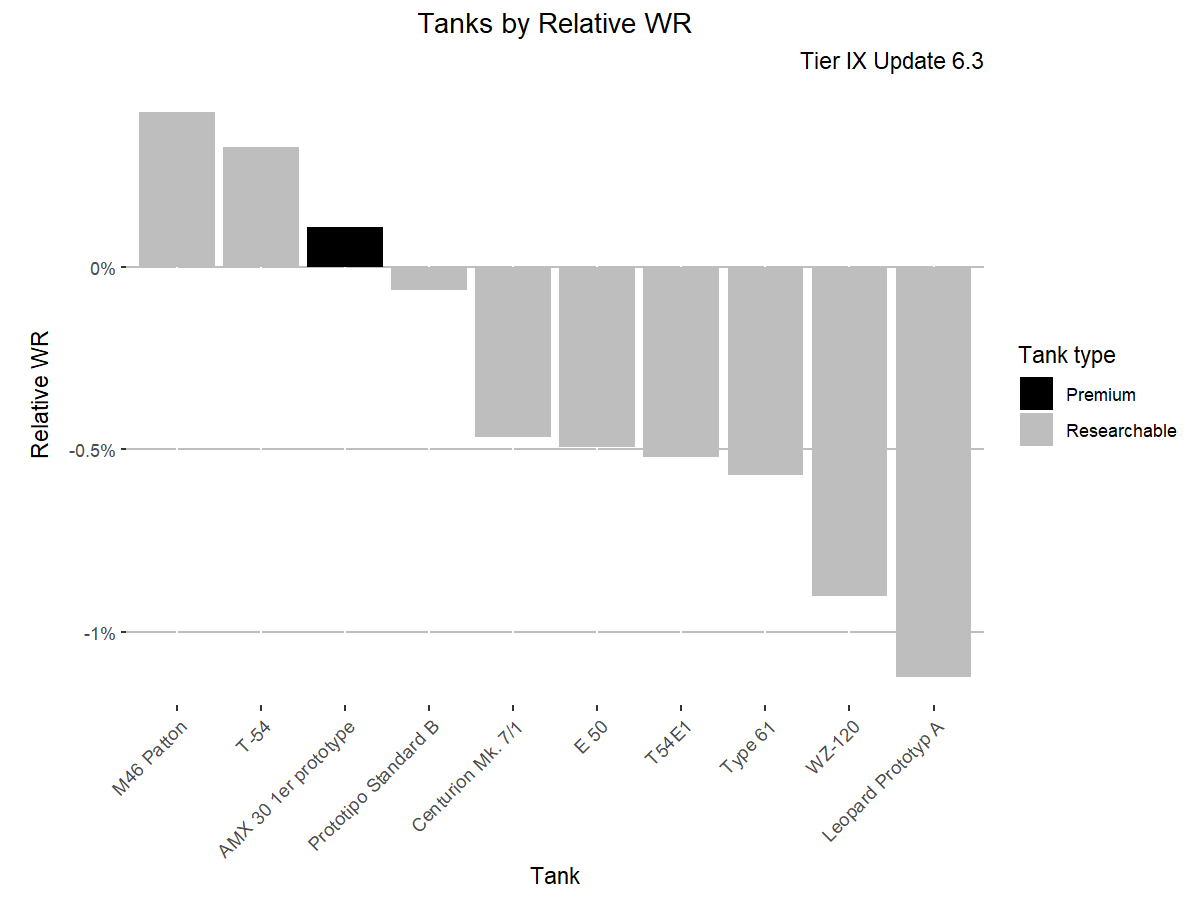 Tanks by Relative WR
Tier IX Update 6.3
Relative WR
0%
-0.5%
-1%
M46 Patton
T-54
AMX 30 1er prototype
Prototipo Standard B
Centurion Mk. 7/1
E 50
T54E1
Type 61
WZ-120
Leopard Prototyp A
Tank
Tank type
Premium
Researchable